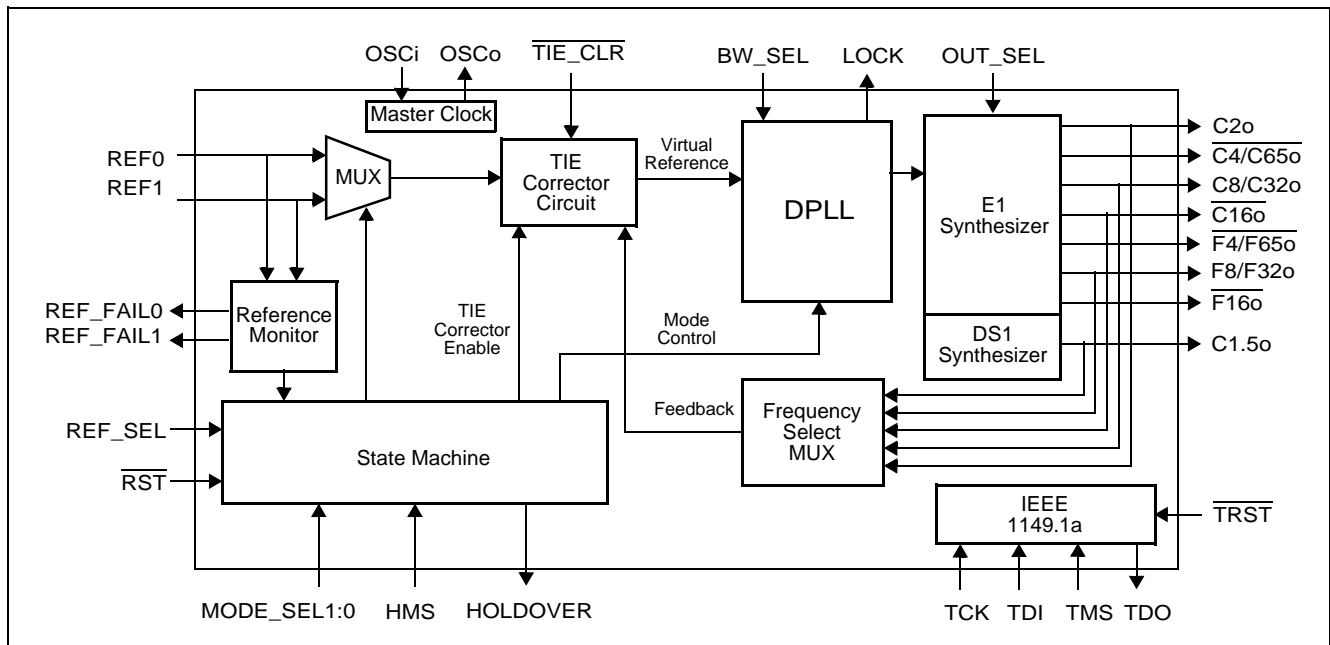 OSCi OSCo TIE_CLR BW_SEL LOCK OUT_SEL
Master Clock
REF0
REF1
MUX
TIE
Corrector
Circuit
Virtual
Reference
DPLL
E1
Synthesizer
DS1
Synthesizer
C2o
C4/C65o
C8/C32o
C16o
F4/F65o
F8/F32o
F16o
C1.5o
REF_FAIL0
REF_FAIL1
Reference
Monitor
TIE
Corrector
Enable
Mode
Control
Feedback
Frequency
Select
MUX
REF_SEL
RST
State Machine
IEEE
1149.1a
TRST
MODE_SEL1:0 HMS HOLDOVER
TCK TDI TMS TDO